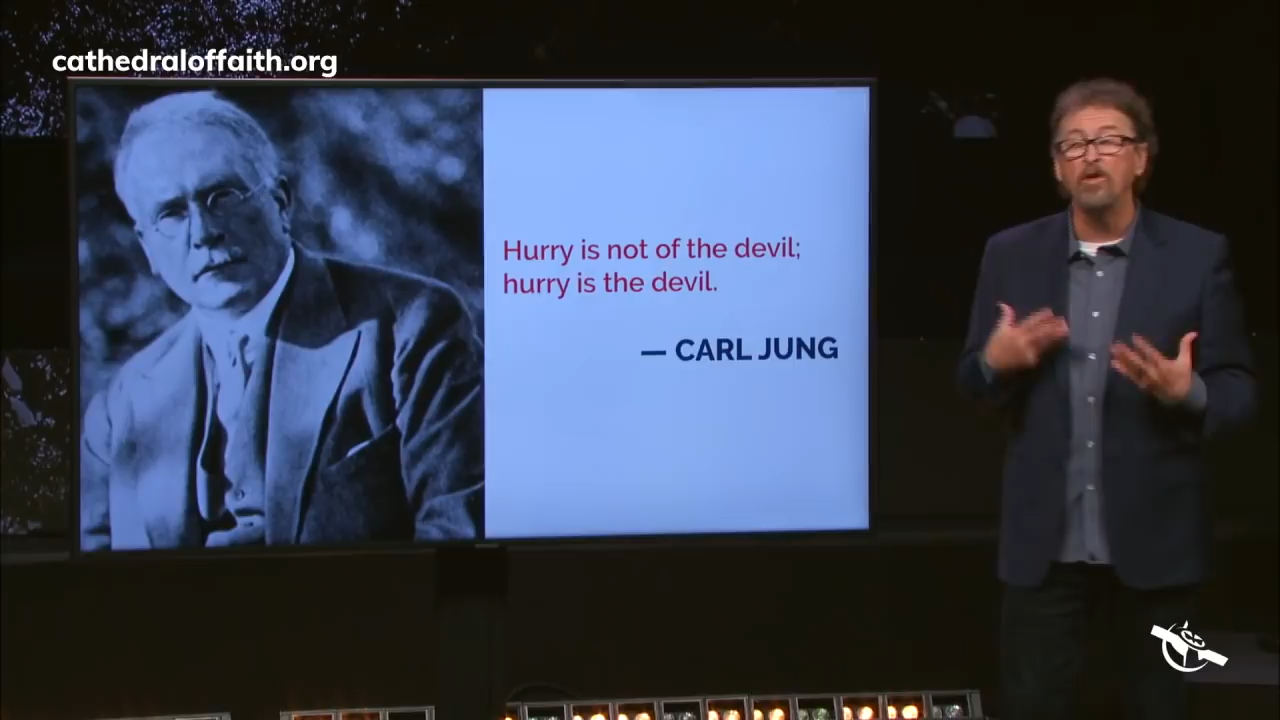 cathedraloffaith.org
Hurry is not of the devil;
hurry is the devil.
— CARL JUNG